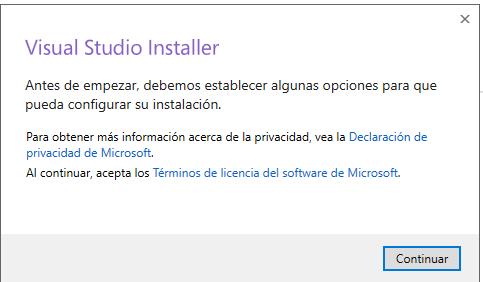 Visual Studio Installer
Antes de empezar, debemos establecer algunas opciones para que
pueda configurar su instalación.
Para obtener más información acerca de la privacidad, vea la Declaración de
privacidad de Microsoft.
Al continuar, acepta los Términos de licencia del software de Microsoft.
Continuar